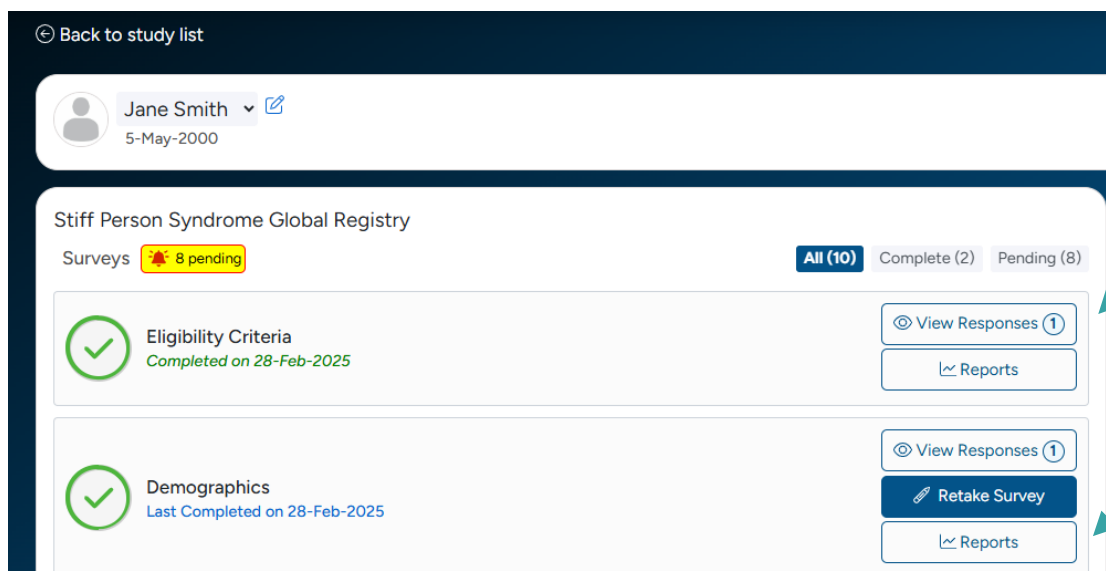 Back to study list
Jane Smith
5-May-2000
Stiff Person Syndrome Global Registry
Surveys 8 pending All (10) Complete (2) Pending (8)
Eligibility Criteria
Completed on 28-Feb-2025
View Responses 1
Reports
Demographics
Last Completed on 28-Feb-2025
View Responses 1
Retake Survey
Reports